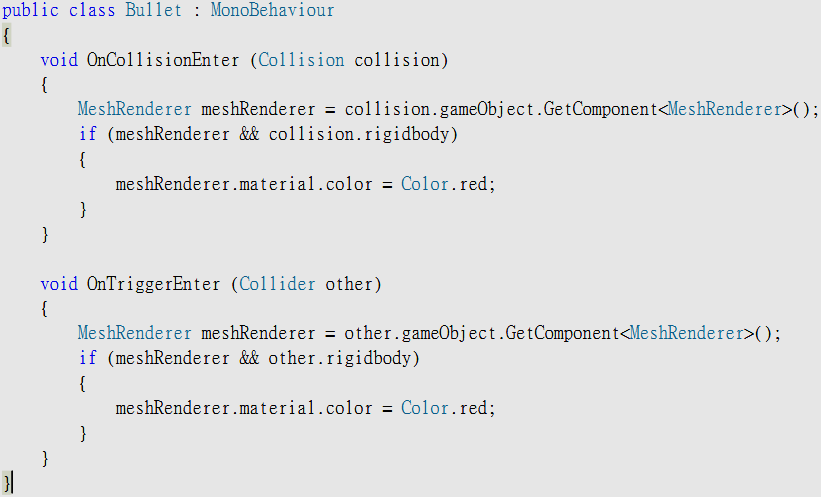 public class Bullet : MonoBehaviour
{
    void OnCollisionEnter (Collision collision)
    {
        MeshRenderer meshRenderer = collision.gameObject.GetComponent<MeshRenderer>();
        if (meshRenderer && collision.rigidbody)
        {
            meshRenderer.material.color = Color.red;
        }
    }

    void OnTriggerEnter (Collider other)
    {
        MeshRenderer meshRenderer = other.gameObject.GetComponent<MeshRenderer>();
        if (meshRenderer && other.rigidbody)
        {
            meshRenderer.material.color = Color.red;
        }
    }
}